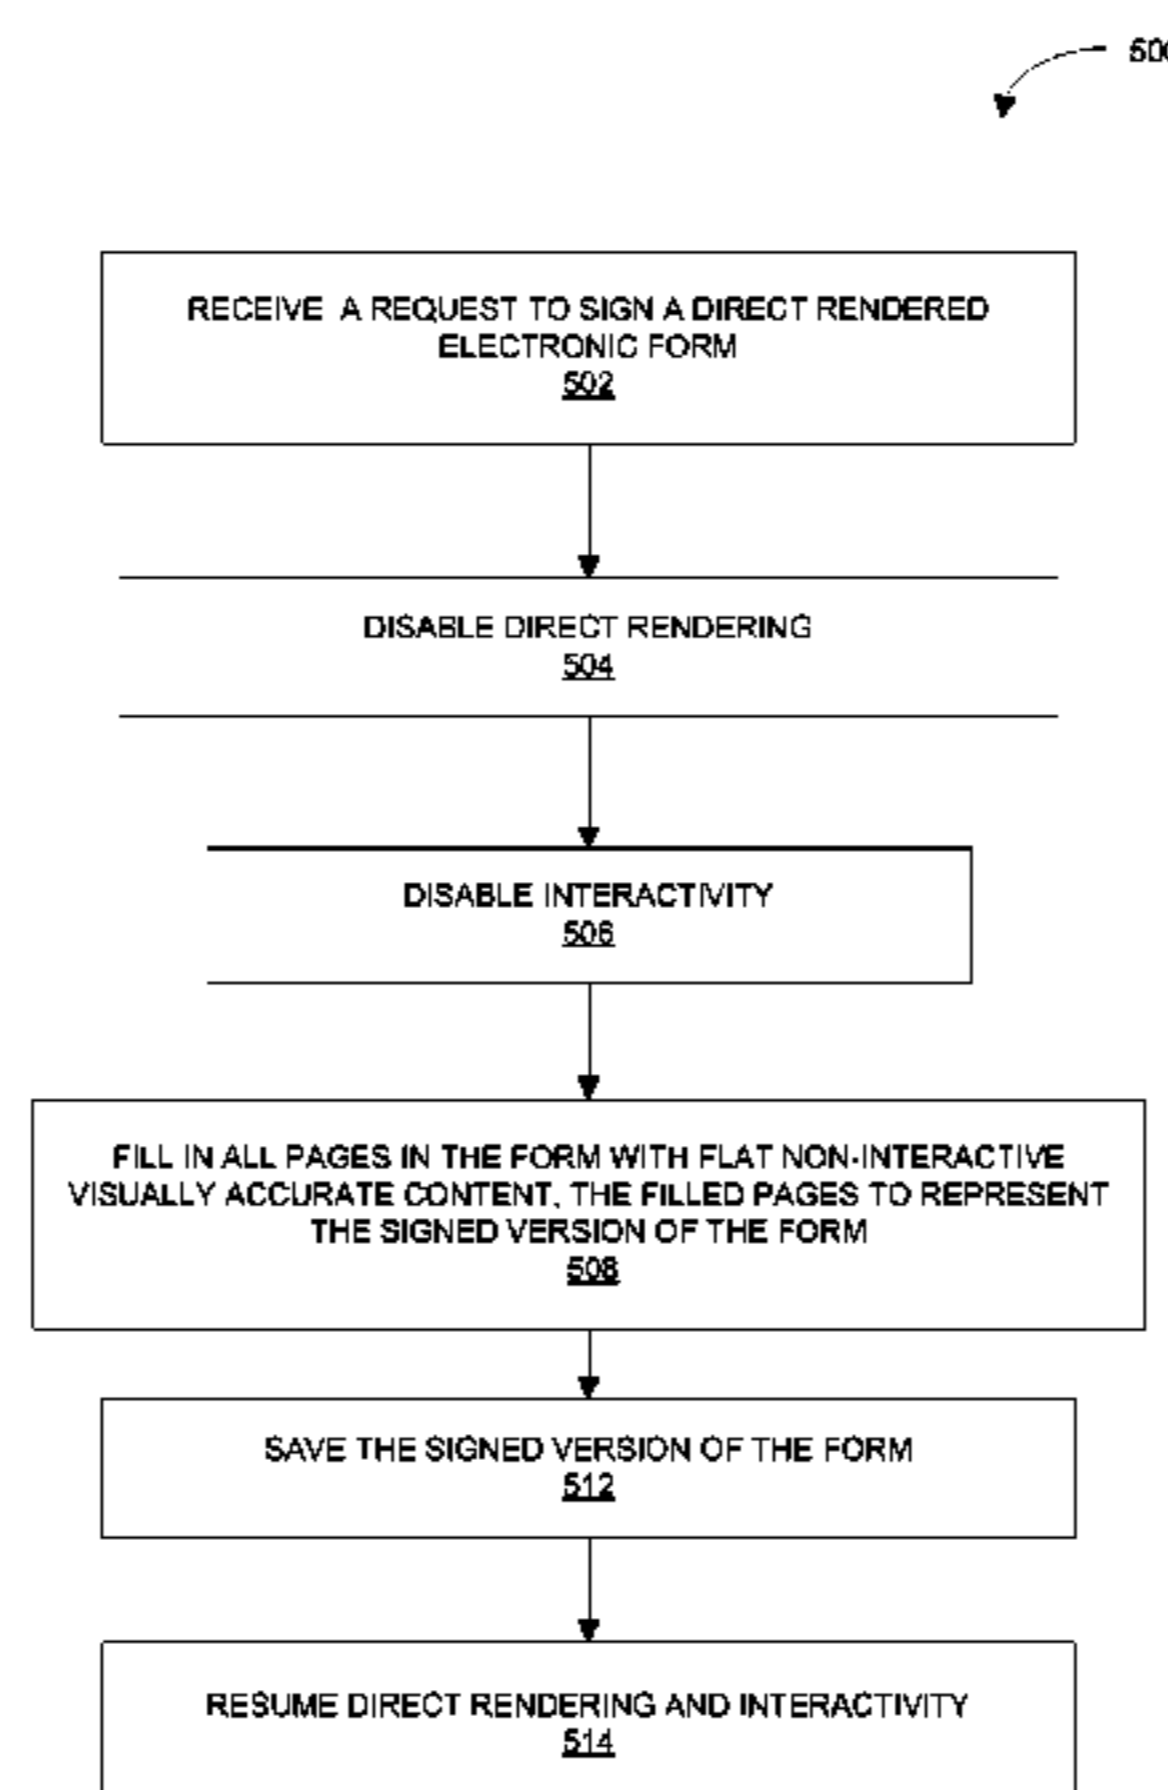 500
RECEIVE A REQUEST TO SIGN A DIRECT RENDERED
ELECTRONIC FORM
502
DISABLE DIRECT RENDERING
504
DISABLE INTERACTIVITY
506
FILL IN ALL PAGES IN THE FORM WITH FLAT NON-INTERACTIVE
VISUALLY ACCURATE CONTENT, THE FILLED PAGES TO REPRESENT
THE SIGNED VERSION OF THE FORM
508
SAVE THE SIGNED VERSION OF THE FORM
512
RESUME DIRECT RENDERING AND INTERACTIVITY
514